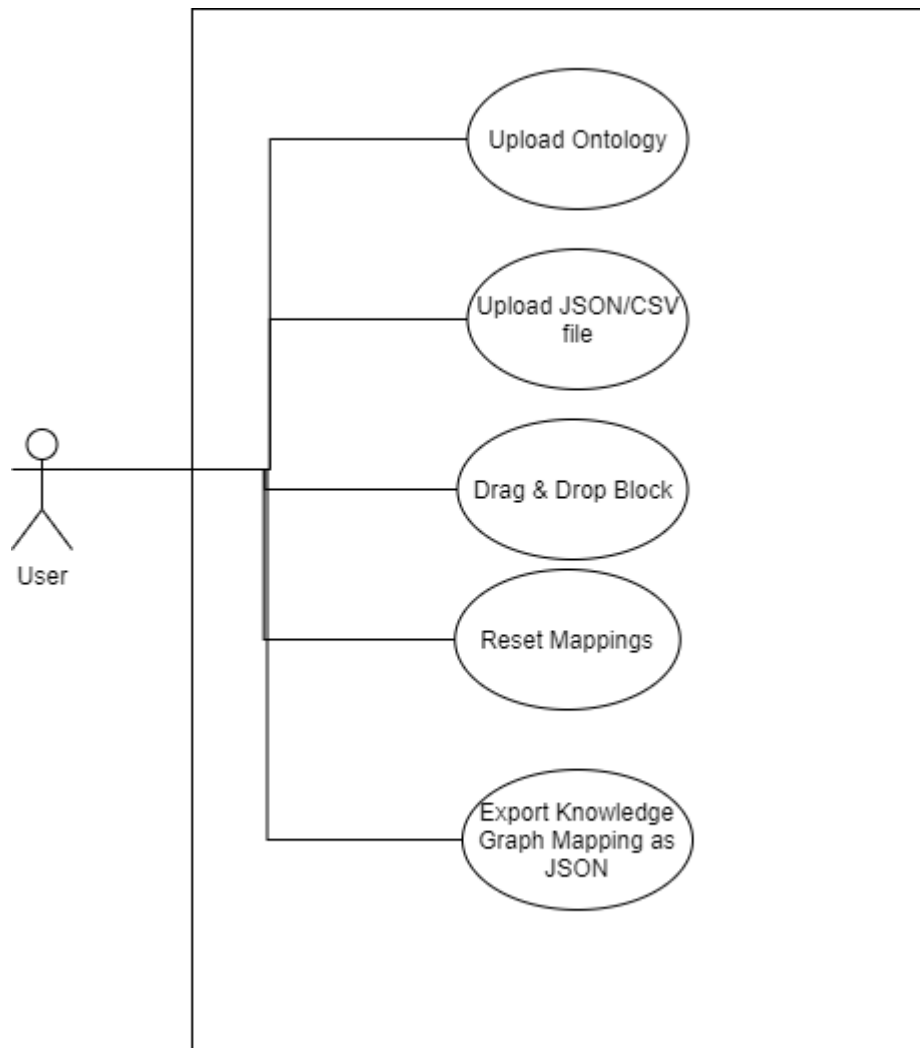 Upload Ontology
Upload JSON/CSV
file
Drag & Drop Block
User
Reset Mappings
Export Knowledge
Graph Mapping as
JSON